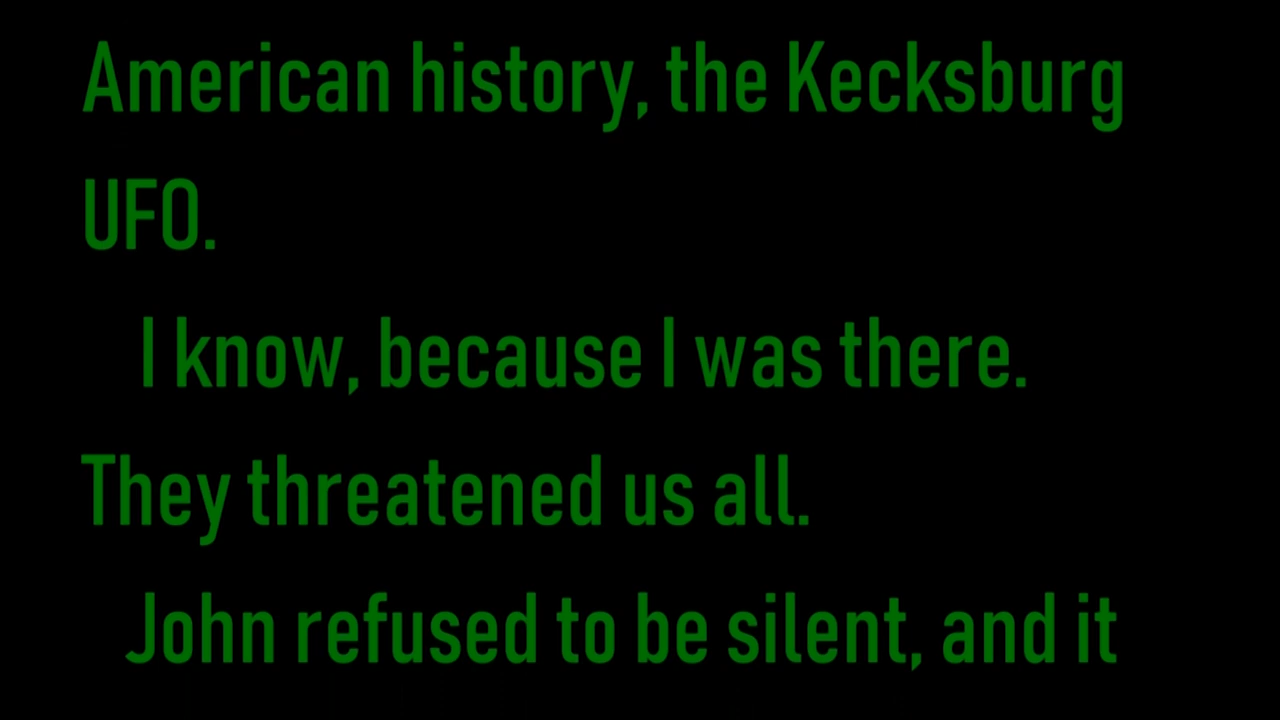 American history, the Kecksburg
UFO.
I know, because I was there.
They threatened us all.
John refused to be silent, and it